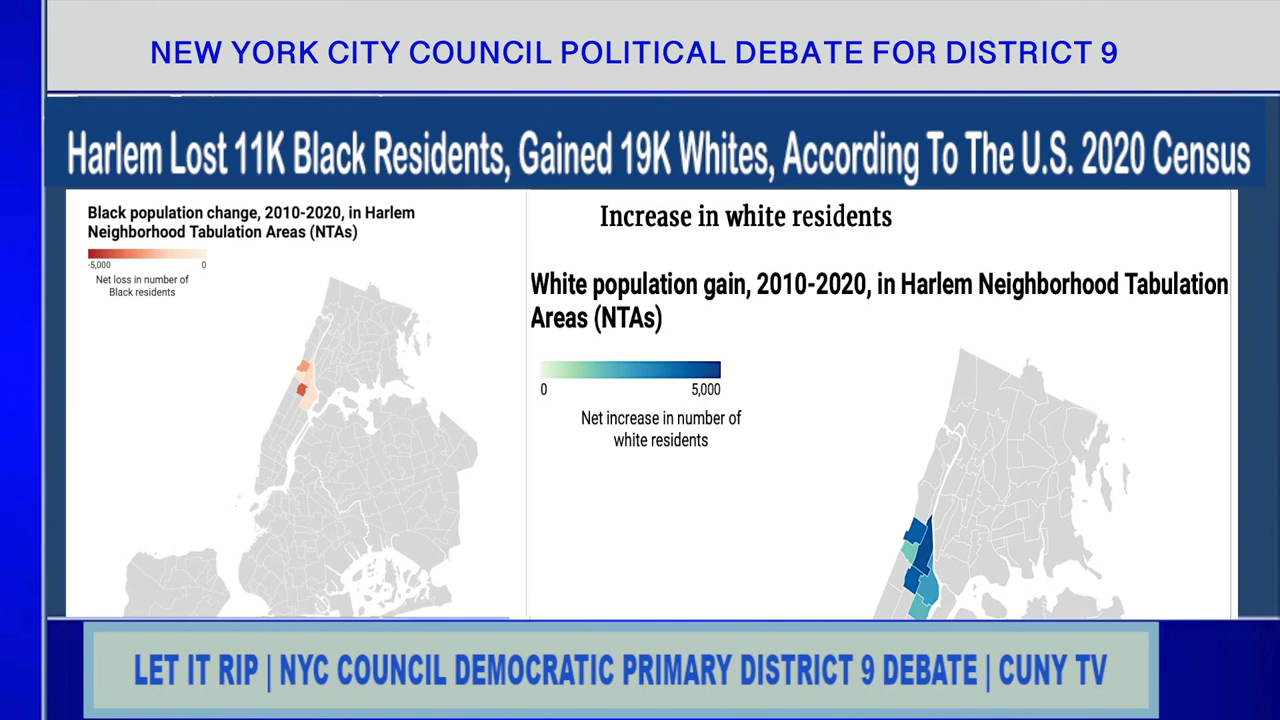 NEW YORK CITY COUNCIL POLITICAL DEBATE FOR DISTRICT 9
Harlem Lost 11K Black Residents, Gained 19K Whites, According To The U.S. 2020 Census
Black population change, 2010-2020, in Harlem
Neighborhood Tabulation Areas (NTAs)
-5,000 0
Net loss in number of
Black residents
Increase in white residents
White population gain, 2010-2020, in Harlem Neighborhood Tabulation
Areas (NTAs)
0 5,000
Net increase in number of
white residents
LET IT RIP | NYC COUNCIL DEMOCRATIC PRIMARY DISTRICT 9 DEBATE | CUNY TV